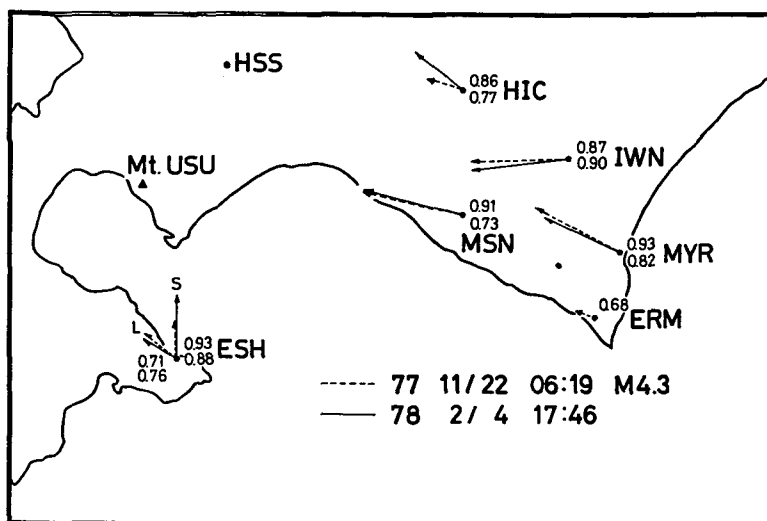 HSS
0.86
0.77 HIC
Mt. USU
0.87
0.90 IWN
0.91
0.73
MSN
0.93
0.82 MYR
S
L
0.93
0.88 ESH
0.71
0.76
0.68 ERM
77 11/22 06:19 M4.3
78 2/ 4 17:46